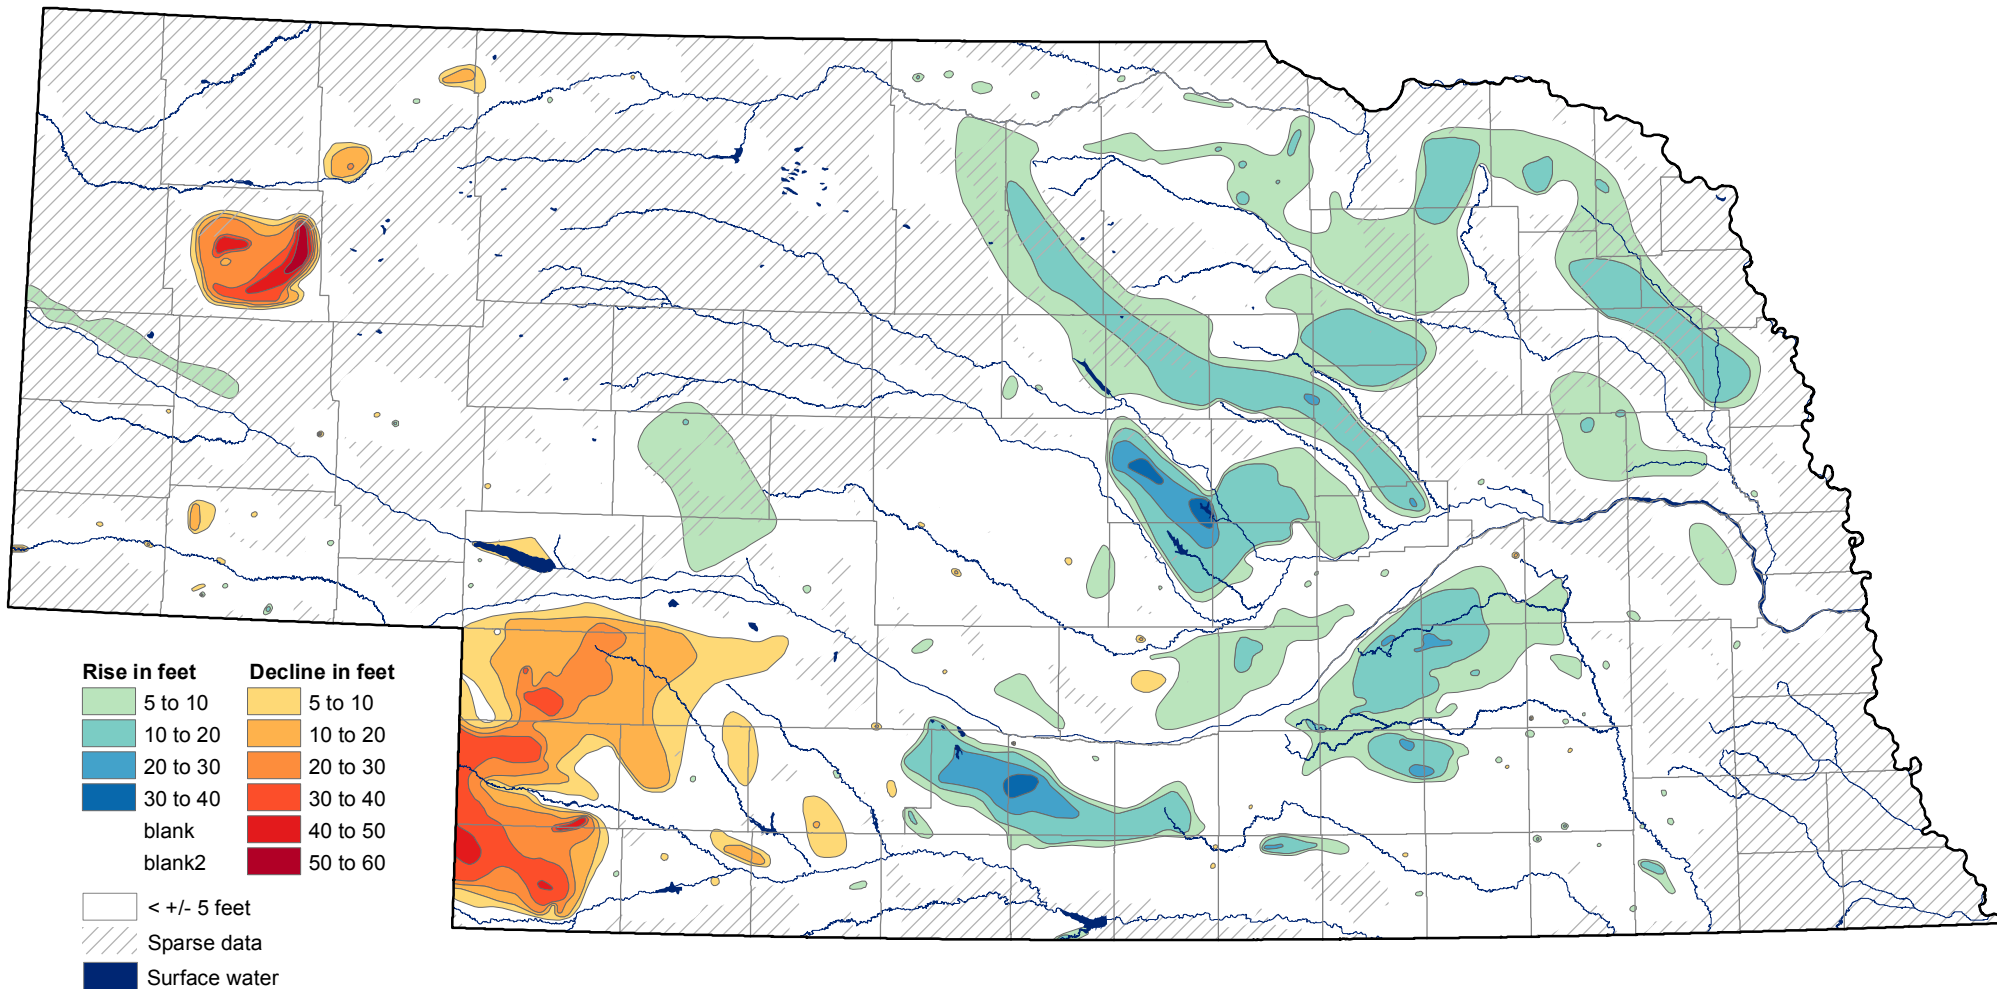 Rise in feet Decline in feet
5 to 10 5 to 10
10 to 20 10 to 20
20 to 30 20 to 30
30 to 40 30 to 40
blank 40 to 50
blank2 50 to 60
< +/- 5 feet
Sparse data
Surface water